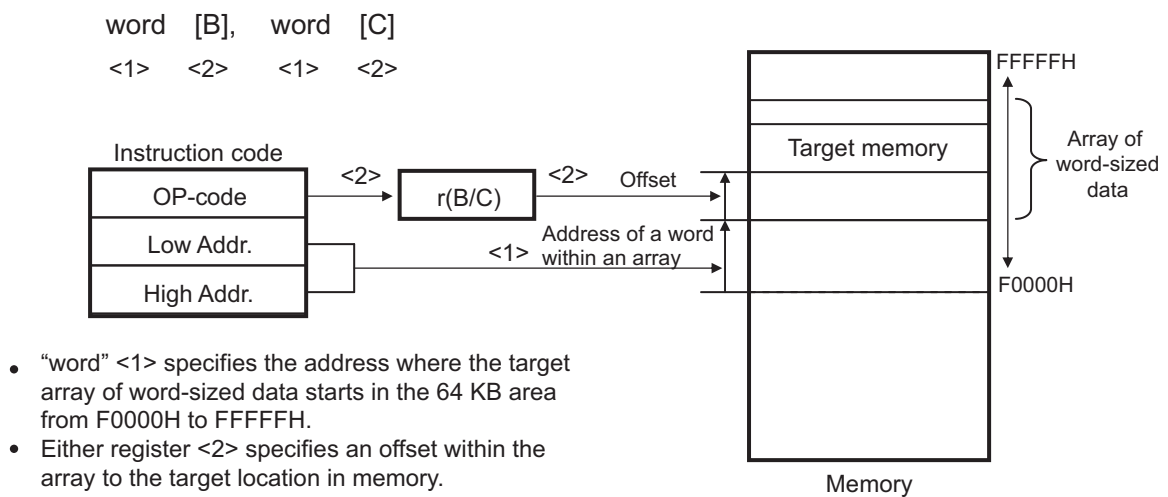 word [B], word [C]
<1> <2> <1> <2>
Instruction code
OP-code
Low Addr.
High Addr.
<2>
r(B/C)
<2>
Offset
<1>
Address of a word
within an array
Target memory
FFFFFH
Array of
word-sized
data
F0000H
Memory
• “word” <1> specifies the address where the target
array of word-sized data starts in the 64 KB area
from F0000H to FFFFFH.
• Either register <2> specifies an offset within the
array to the target location in memory.